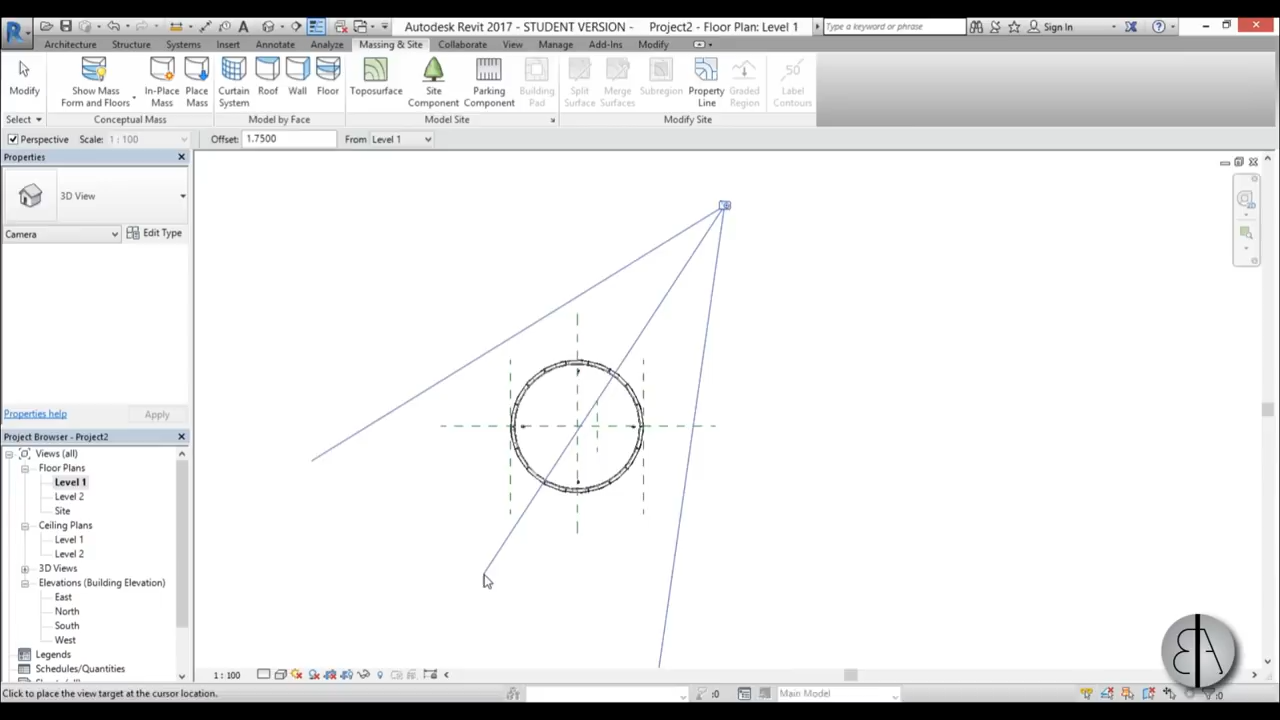 Autodesk Revit 2017 - STUDENT VERSION - Project2 - Floor Plan: Level 1
Type a keyword or phrase
Sign In
Architecture Structure Systems Insert Annotate Analyze Massing & Site Collaborate View Manage Add-Ins Modify
Modify
Show Mass
Form and Floors
In-Place
Mass
Place
Mass
Curtain
System
Roof
Wall
Floor
Toposurface
Site
Component
Parking
Component
Building
Pad
Split
Surface
Merge
Surfaces
Subregion
Property
Line
Graded
Region
Label
Contours
50
Select
Conceptual Mass
Model by Face
Model Site
Modify Site
Perspective Scale: 1 : 100 Offset: 1.7500 From Level 1
Properties
3D View
Camera
Edit Type
Properties help
Apply
Project Browser - Project2
Views (all)
Floor Plans
Level 1
Level 2
Site
Ceiling Plans
Level 1
Level 2
3D Views
Elevations (Building Elevation)
East
North
South
West
Legends
Schedules/Quantities
1 : 100
Click to place the view target at the cursor location.
:0
Main Model
:0